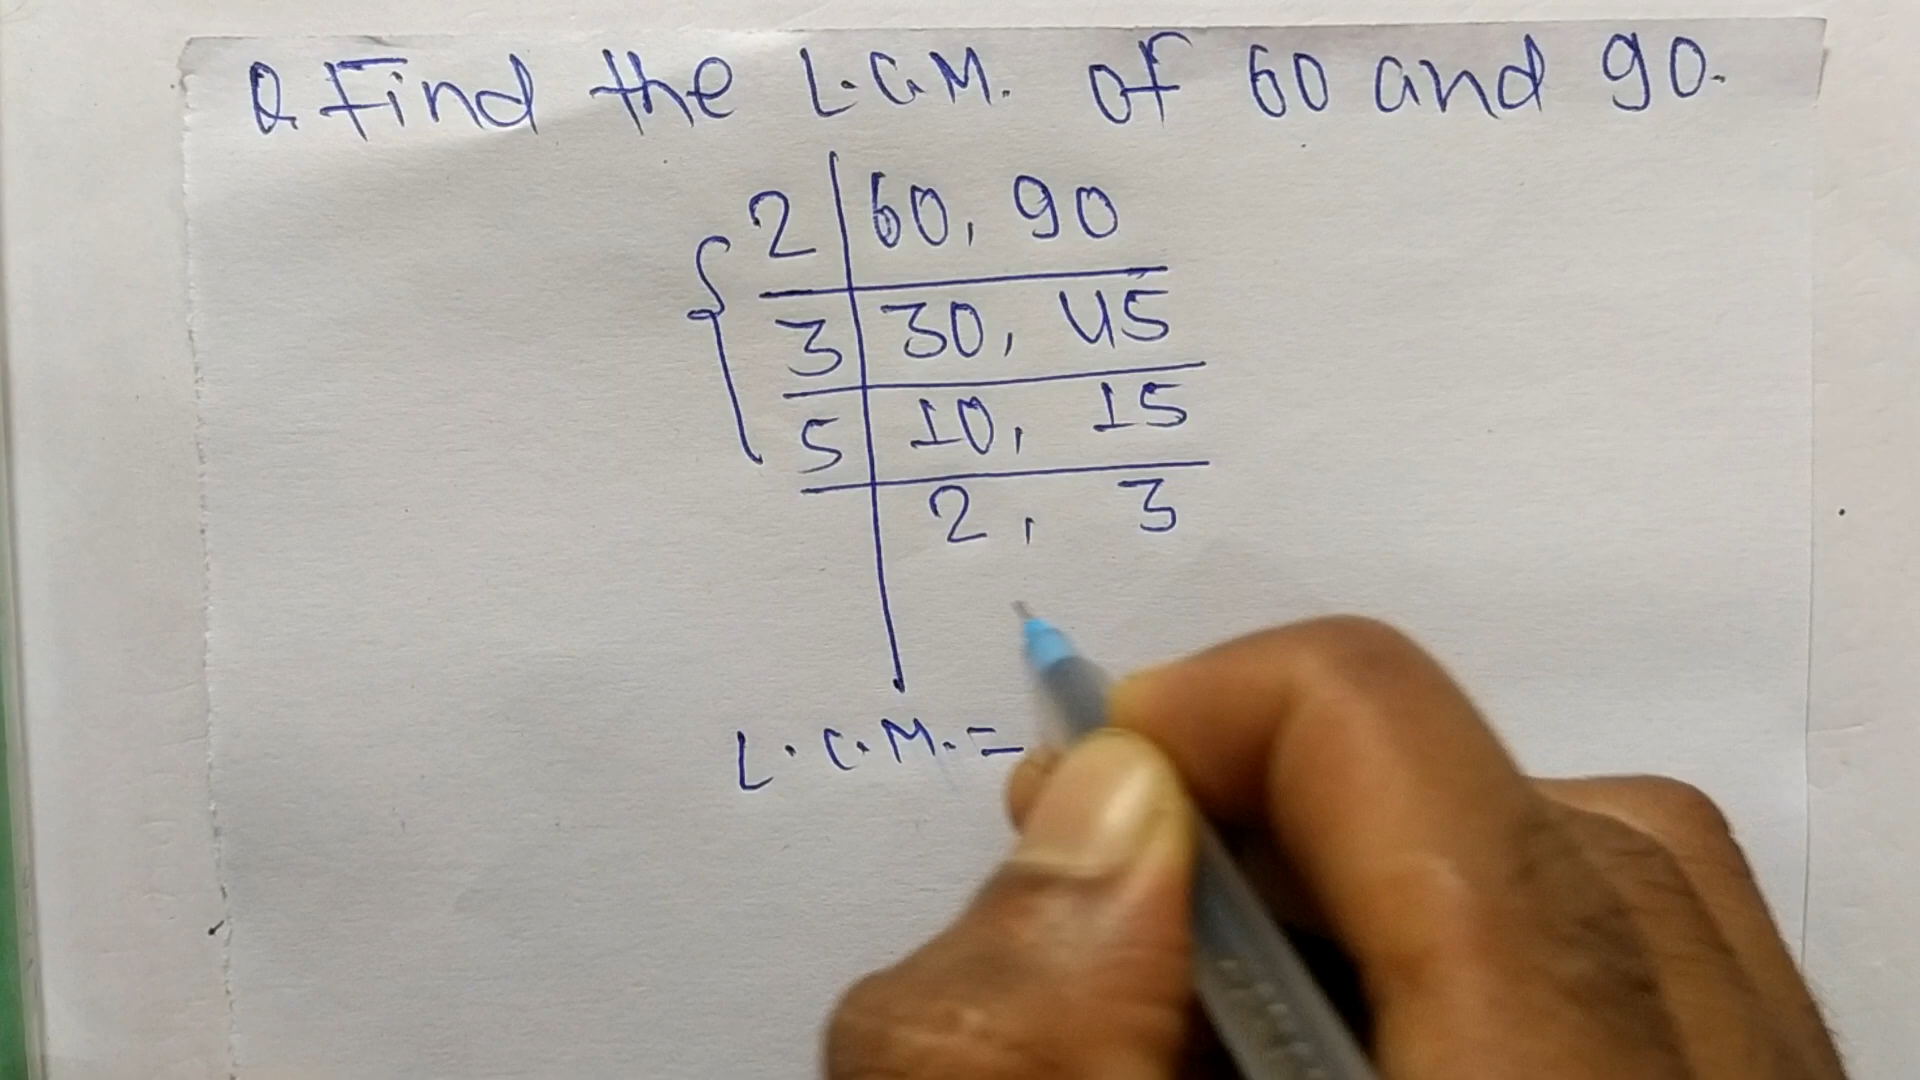 Q. Find the L.C.M. of 60 and 90.
2 | 60, 90
3 | 30, 45
5 | 10, 15
2, 3
L.C.M. =